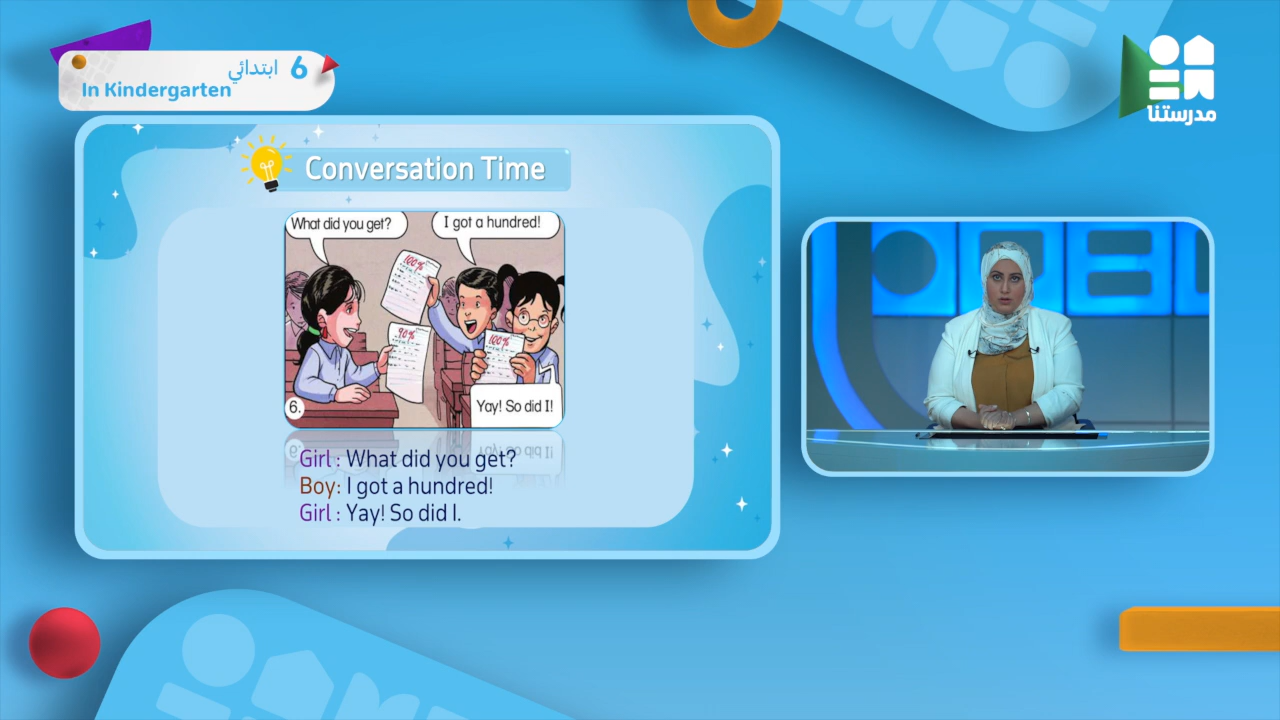 6 ابتدائي
In Kindergarten
مدرستنا
Conversation Time
What did you get?
I got a hundred!
100%
90%
100%
6.
Yay! So did I!
Girl : What did you get?
Boy: I got a hundred!
Girl : Yay! So did I.